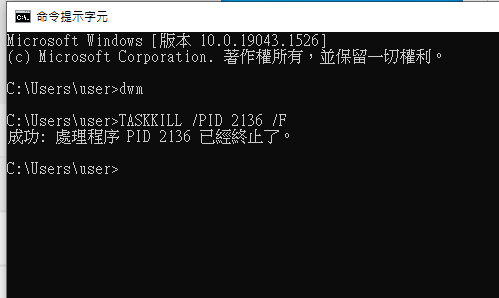 命令提示字元
Microsoft Windows [版本 10.0.19043.1526]
(c) Microsoft Corporation. 著作權所有，並保留一切權利。
C:\Users\user>dwm
C:\Users\user>TASKKILL /PID 2136 /F
成功: 處理程序 PID 2136 已經終止了。
C:\Users\user>